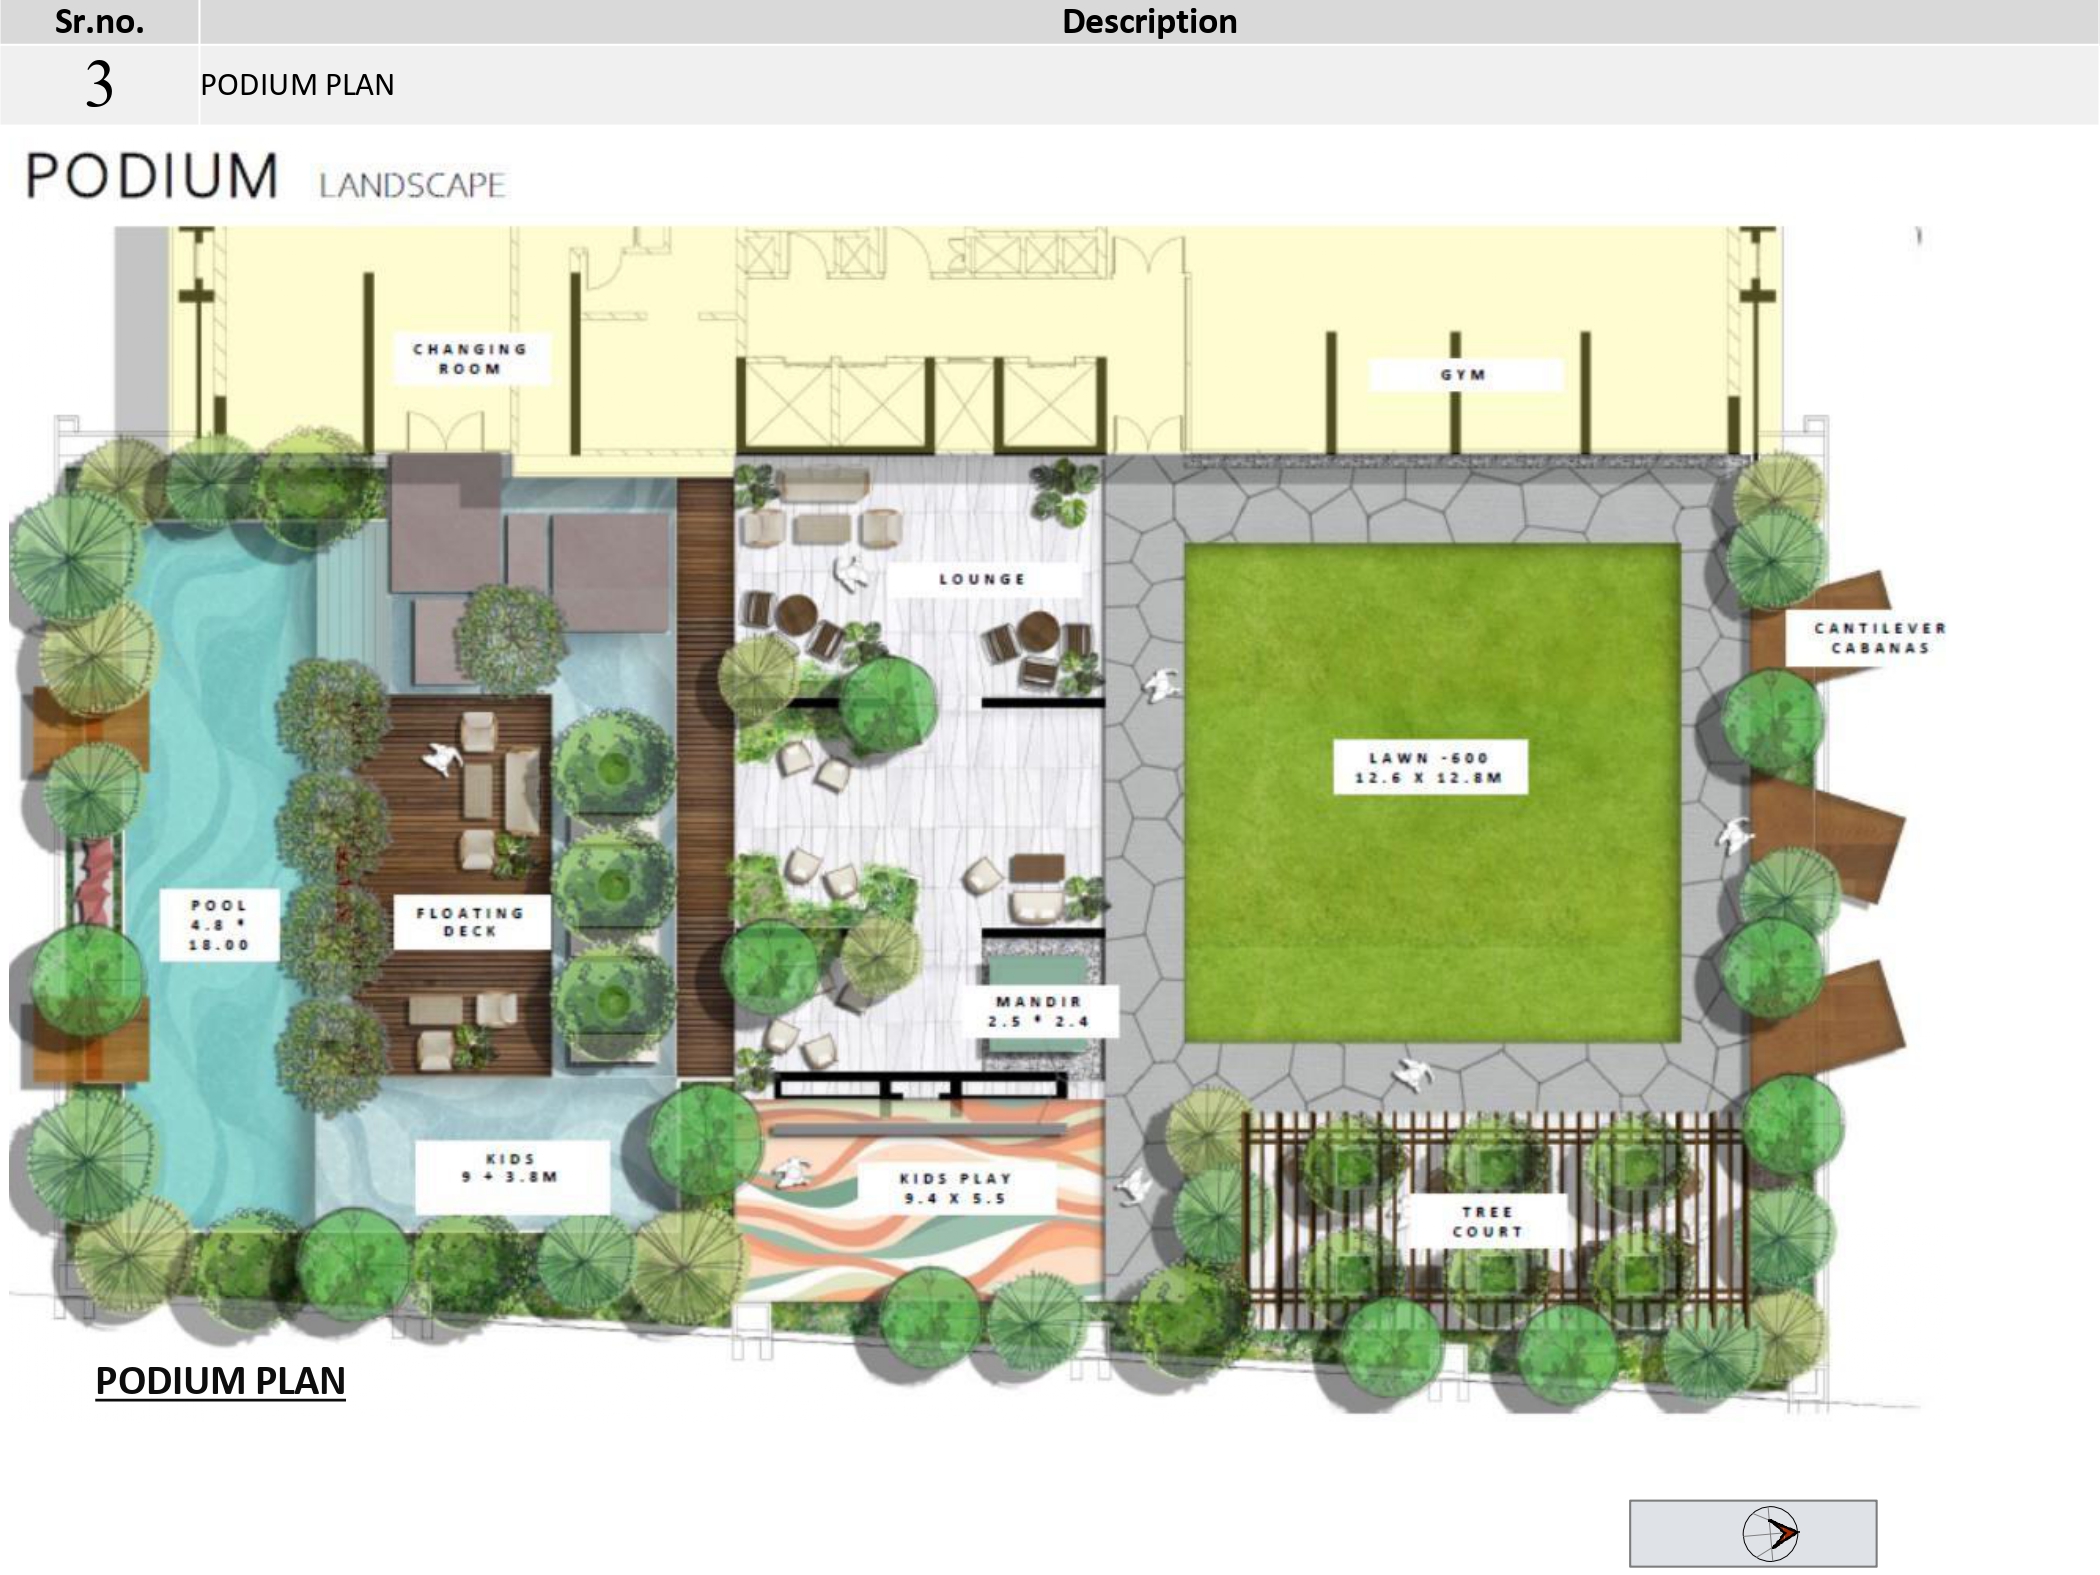 Sr.no. Description
3 PODIUM PLAN
PODIUM LANDSCAPE
CHANGING
ROOM
GYM
LOUNGE
CANTILEVER
CABANAS
LAWN -600
12.6 X 12.8M
POOL
4.8 *
18.00
FLOATING
DECK
MANDIR
2.5 * 2.4
KIDS
9 + 3.8M
KIDS PLAY
9.4 X 5.5
TREE
COURT
PODIUM PLAN